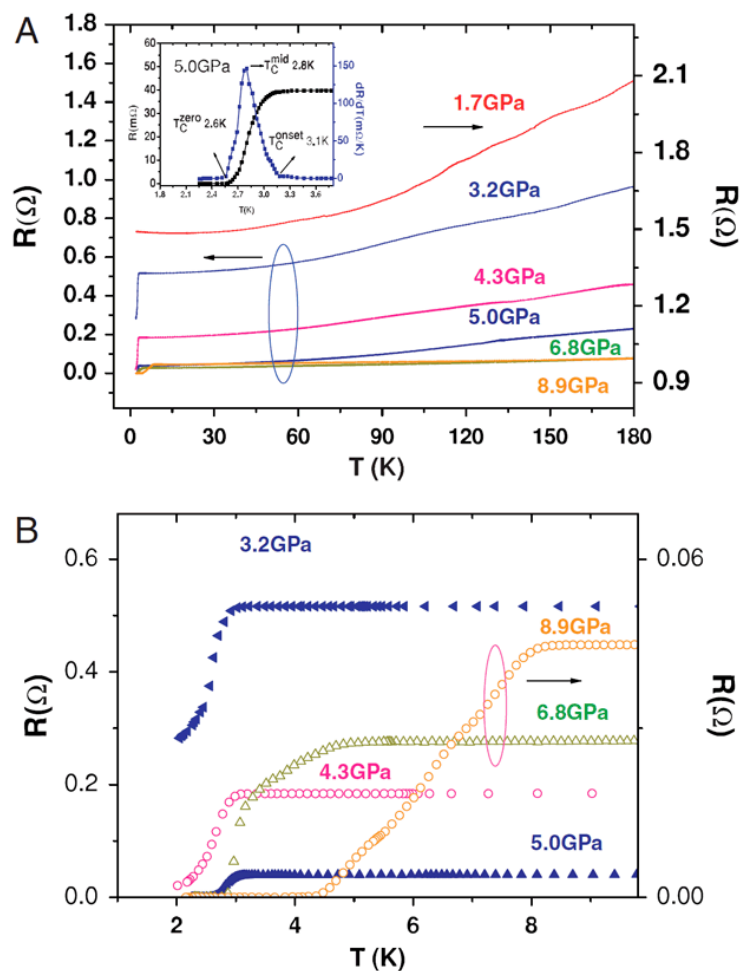 A
R(Ω)
1.8
1.6
1.4
1.2
1.0
0.8
0.6
0.4
0.2
0.0
5.0GPa
R(mΩ)
60
50
40
30
20
10
0
T_C^mid 2.8K
T_C^zero 2.6K
T_C^onset 3.1K
150
100
50
0
dR/dT(mΩ/K)
2.1 2.4 2.7 3.0 3.3 3.6
T(K)
1.7GPa
3.2GPa
4.3GPa
5.0GPa
6.8GPa
8.9GPa
2.1
1.8
1.5
1.2
0.9
R(Ω)
0 30 60 90 120 150 180
T (K)
B
R(Ω)
0.6
0.4
0.2
0.0
3.2GPa
8.9GPa
6.8GPa
4.3GPa
5.0GPa
0.06
0.00
R(Ω)
2 4 6 8
T (K)